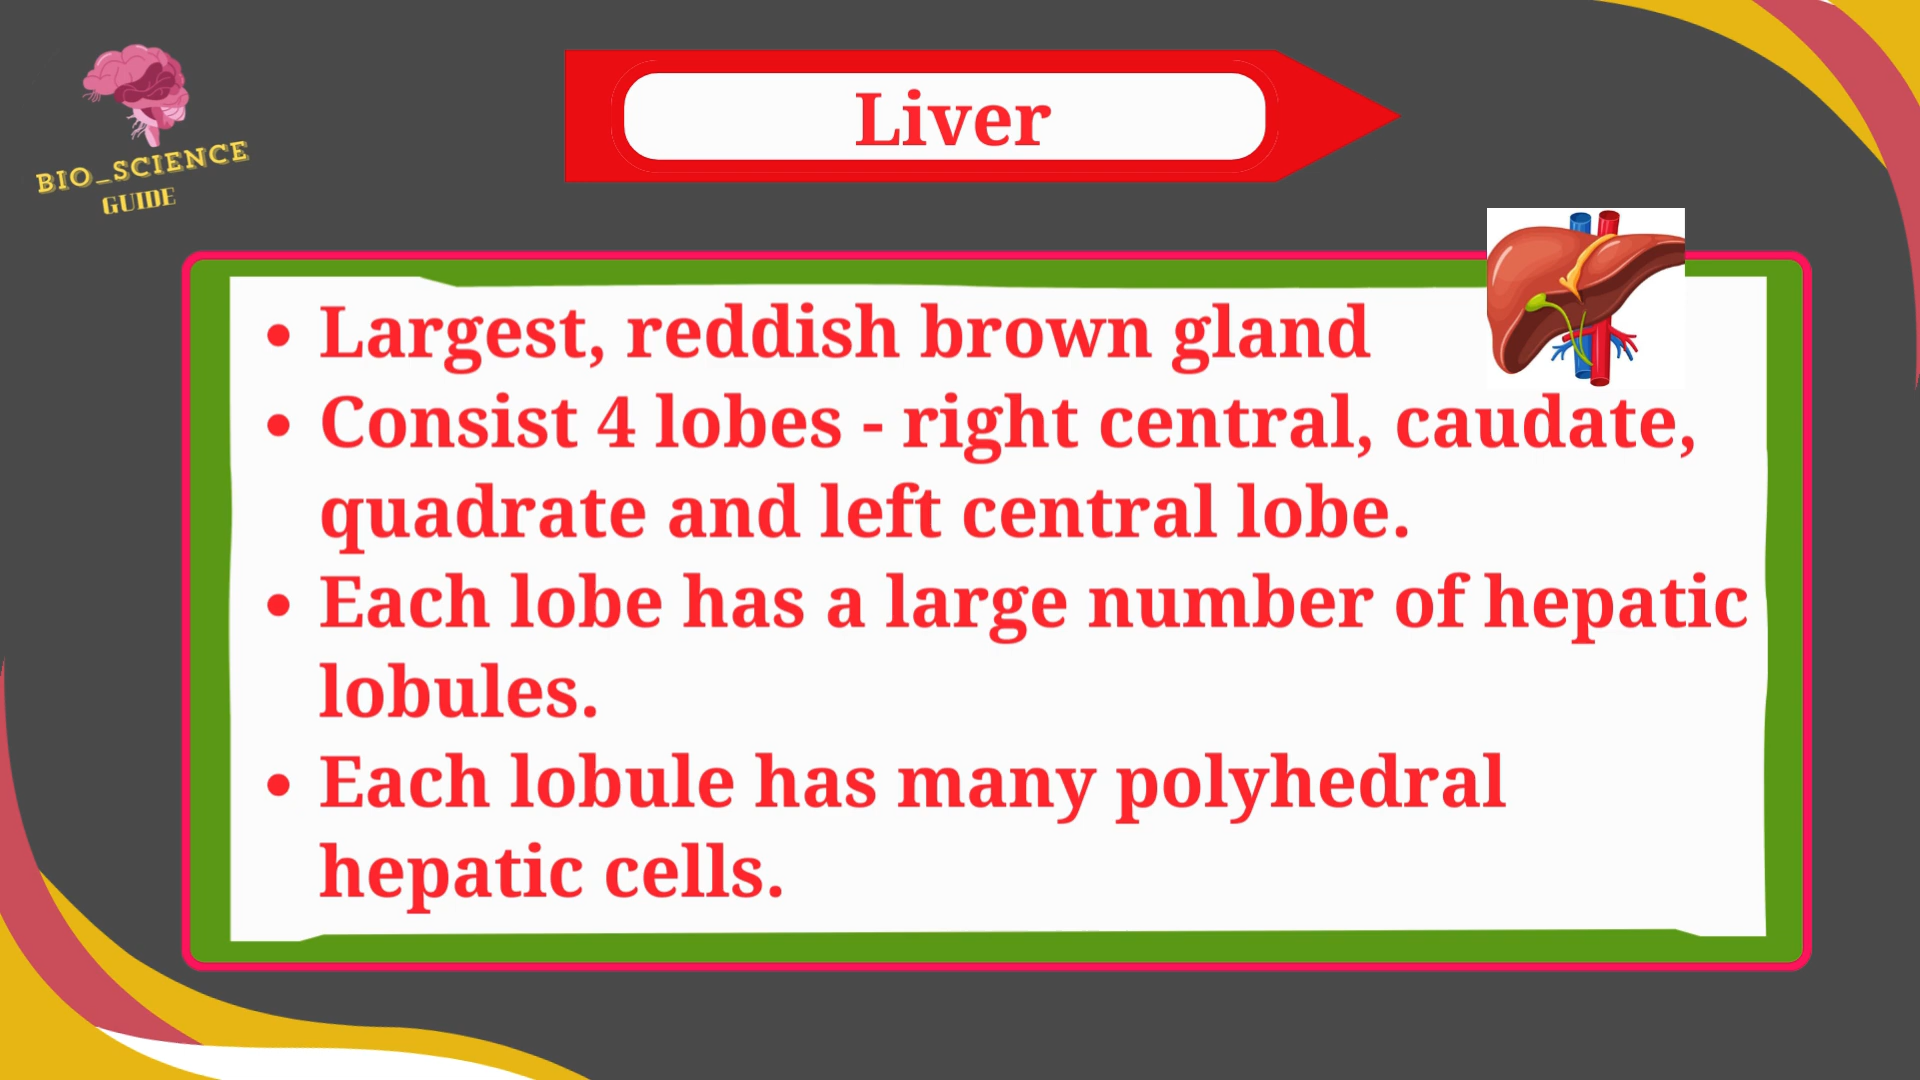 BIO_SCIENCE
GUIDE
Liver
• Largest, reddish brown gland
• Consist 4 lobes - right central, caudate,
quadrate and left central lobe.
• Each lobe has a large number of hepatic
lobules.
• Each lobule has many polyhedral
hepatic cells.